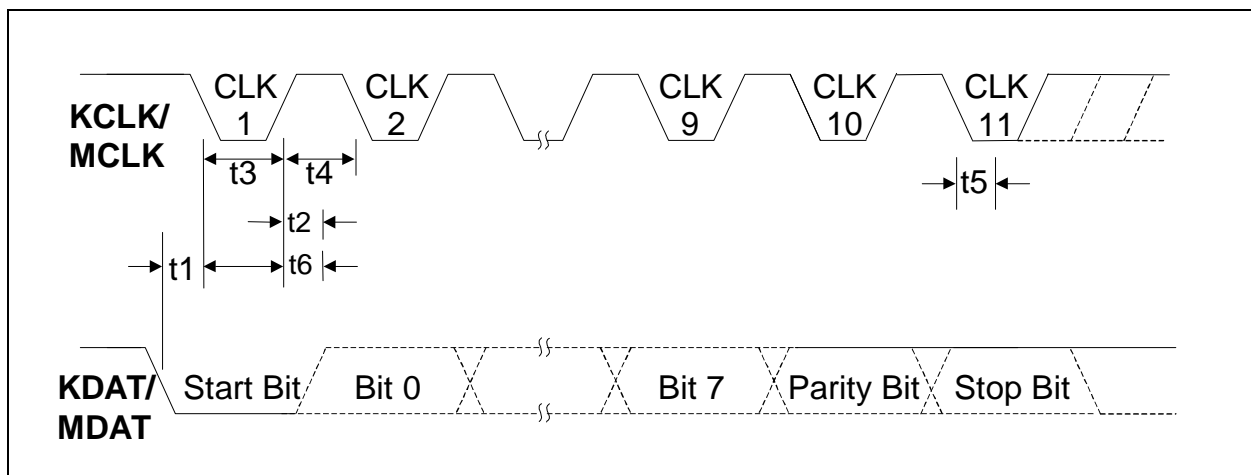 KCLK/
MCLK
CLK
1
CLK
2
CLK
9
CLK
10
CLK
11
t3
t4
t5
t2
t1
t6
KDAT/
MDAT
Start Bit
Bit 0
Bit 7
Parity Bit
Stop Bit